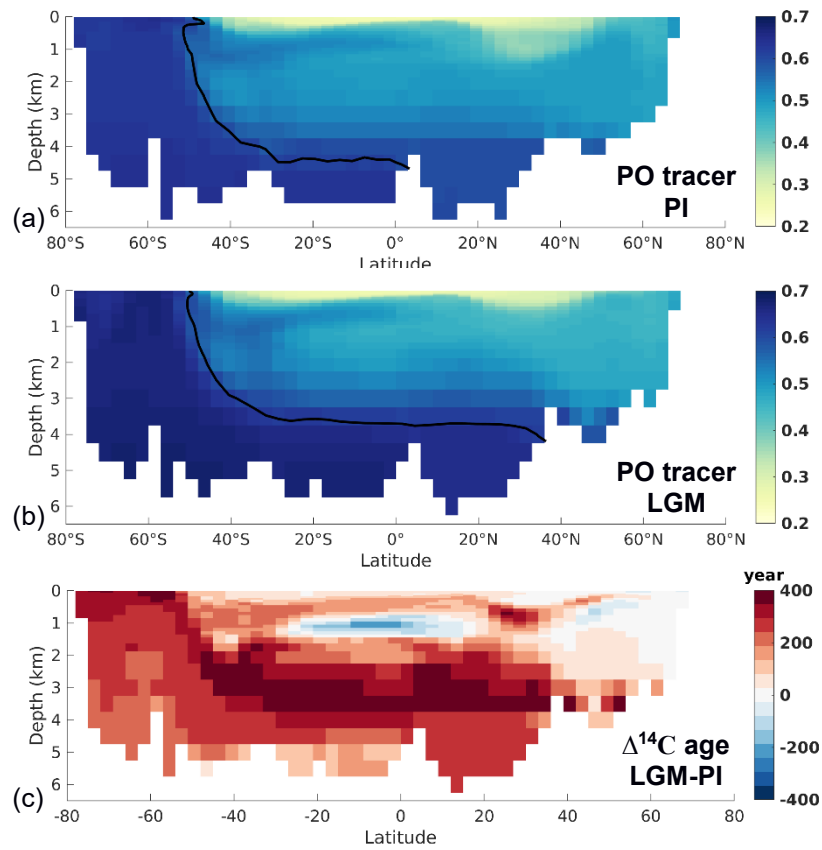 0
1
2
3
4
5
6
Depth (km)
(a)
80°S 60°S 40°S 20°S 0° 20°N 40°N 60°N 80°N
Latitude
PO tracer
PI
0.7
0.6
0.5
0.4
0.3
0.2
0
1
2
3
4
5
6
Depth (km)
(b)
80°S 60°S 40°S 20°S 0° 20°N 40°N 60°N 80°N
Latitude
PO tracer
LGM
0.7
0.6
0.5
0.4
0.3
0.2
0
1
2
3
4
5
6
Depth (km)
(c)
-80 -60 -40 -20 0 20 40 60 80
Latitude
Δ¹⁴C age
LGM-PI
year
400
200
0
-200
-400